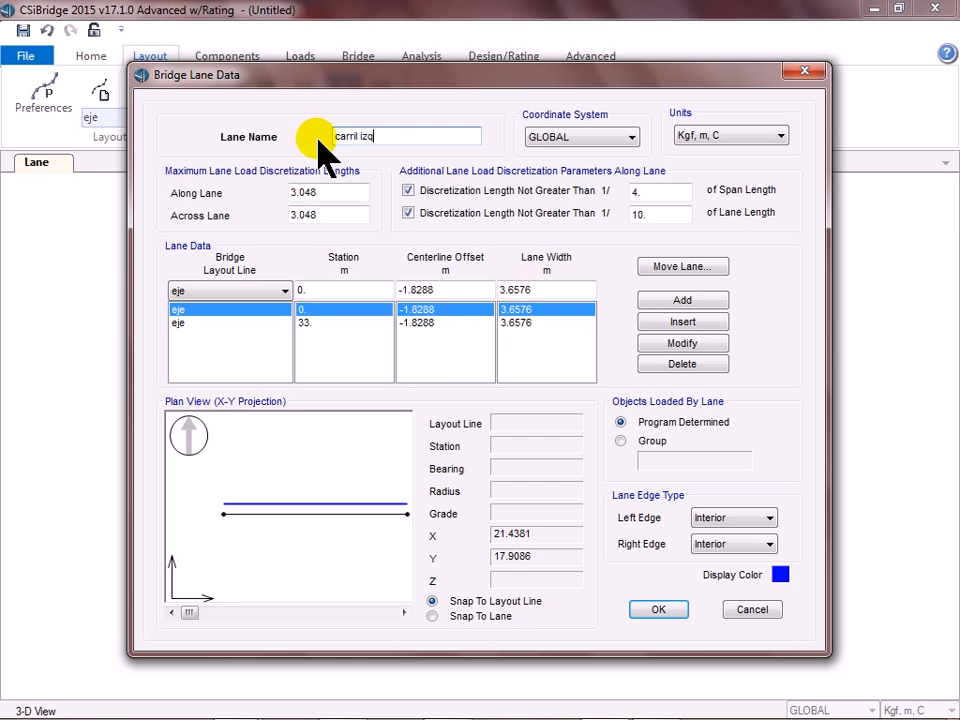 CSiBridge 2015 v17.1.0 Advanced w/Rating - (Untitled)
File Home Layout Components Loads Bridge Analysis Design/Rating Advanced
Bridge Lane Data
P
Preferences
eje
Layout
Lane
Lane Name carril izq
Coordinate System
GLOBAL
Units
Kgf, m, C
Maximum Lane Load Discretization Lengths
Along Lane 3.048
Across Lane 3.048
Additional Lane Load Discretization Parameters Along Lane
Discretization Length Not Greater Than 1/ 4. of Span Length
Discretization Length Not Greater Than 1/ 10. of Lane Length
Lane Data
Bridge Station Centerline Offset Lane Width
Layout Line m m m
eje 0. -1.8288 3.6576
eje 0. -1.8288 3.6576
eje 33. -1.8288 3.6576
Move Lane...
Add
Insert
Modify
Delete
Plan View (X-Y Projection)
Layout Line
Station
Bearing
Radius
Grade
X 21.4381
Y 17.9086
Z
Snap To Layout Line
Snap To Lane
Objects Loaded By Lane
Program Determined
Group
Lane Edge Type
Left Edge Interior
Right Edge Interior
Display Color
OK Cancel
3-D View GLOBAL Kgf, m, C